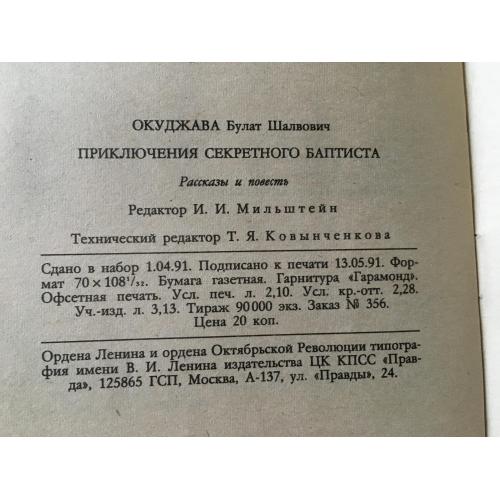 ОКУДЖАВА Булат Шалвович
ПРИКЛЮЧЕНИЯ СЕКРЕТНОГО БАПТИСТА
Рассказы и повесть
Редактор И. И. Мильштейн
Технический редактор Т. Я. Ковынченкова
Сдано в набор 1.04.91. Подписано к печати 13.05.91. Фор-
мат 70×108¹/₃₂. Бумага газетная. Гарнитура «Гарамонд».
Офсетная печать. Усл. печ. л. 2,10. Усл. кр.-отт. 2,28.
Уч.-изд. л. 3,13. Тираж 90 000 экз. Заказ № 356.
Цена 20 коп.
Ордена Ленина и ордена Октябрьской Революции типогра-
фия имени В. И. Ленина издательства ЦК КПСС «Прав-
да», 125865 ГСП, Москва, А-137, ул. «Правды», 24.